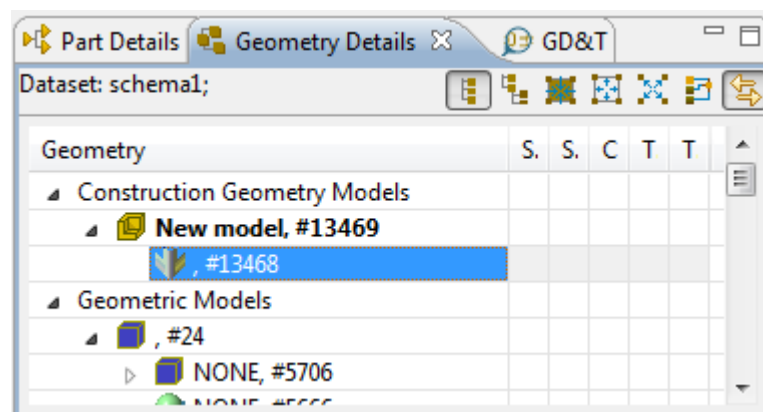 Part Details Geometry Details GD&T
Dataset: schema1;
Geometry S. S. C T T
Construction Geometry Models
New model, #13469
, #13468
Geometric Models
, #24
NONE, #5706